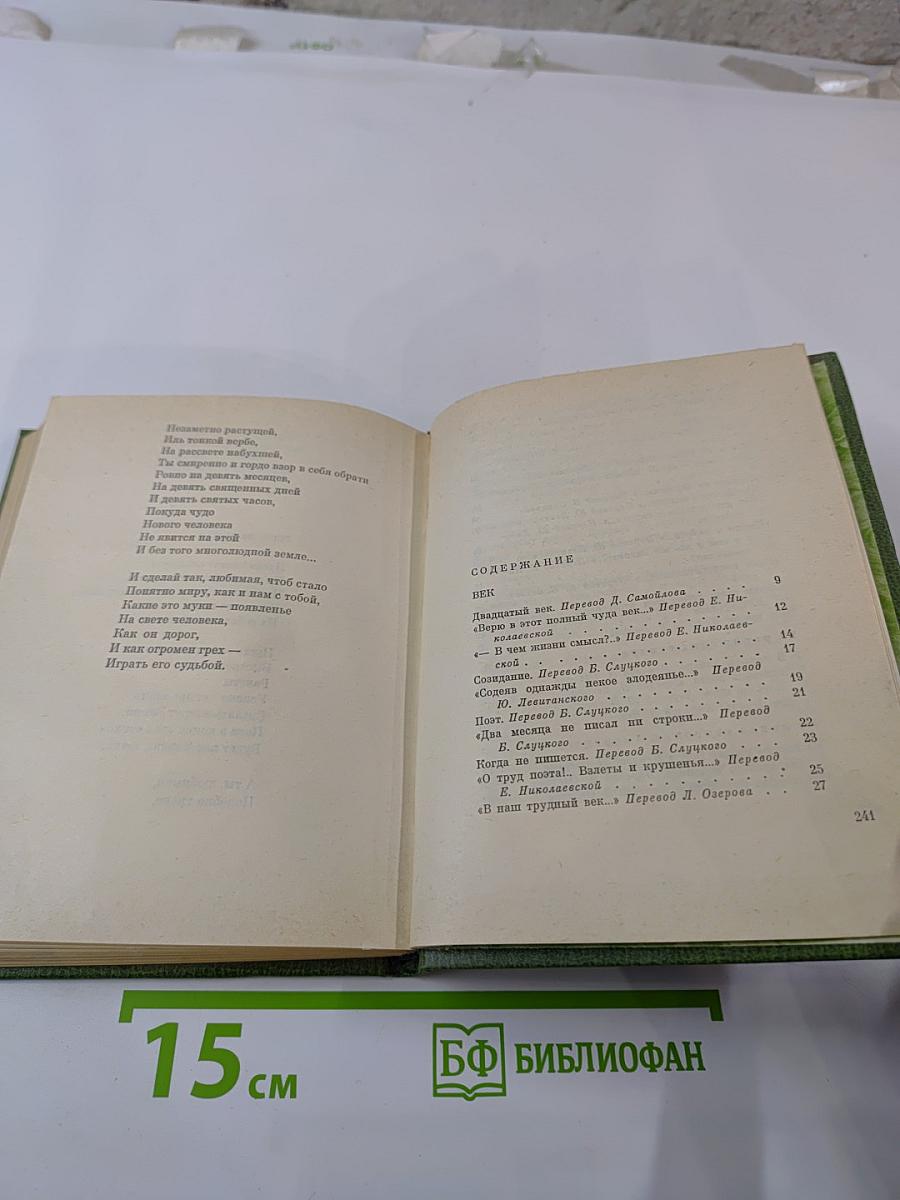 Незаметно растущей,
Иль тонкой вербе,
На рассвете набухшей,
Ты смиренно и гордо взор в себя обрати
Ровно на девять месяцев,
На девять священных дней
И девять святых часов,
Покуда чудо
Нового человека
Не явится на этой
И без того многолюдной земле...
И сделай так, любимая, чтоб стало
Понятно миру, как и нам с тобой,
Какие это муки — появленье
На свете человека,
Как он дорог,
И как огромен грех —
Играть его судьбой.
СОДЕРЖАНИЕ
ВЕК
Двадцатый век. Перевод Д. Самойлова . . . . 9
«Верю в этот полный чуда век...» Перевод Е. Ни-
колаевской . . . . . . . . . . . 12
«— В чем жизни смысл?..» Перевод Е. Николаев-
ской . . . . . . . . . . . . . . 14
Созидание. Перевод Б. Слуцкого . . . . . . . 17
«Содеяв однажды некое злодеянье...» Перевод
Ю. Левитанского . . . . . . . . . 19
Поэт. Перевод Б. Слуцкого . . . . . . . . 21
«Два месяца не писал ни строки...» Перевод
Б. Слуцкого . . . . . . . . . . . 22
Когда не пишется. Перевод Б. Слуцкого . . . 23
«О труд поэта!.. Взлеты и крушенья...» Перевод
Е. Николаевской . . . . . . . . . 25
«В наш трудный век...» Перевод Л. Озерова . . 27
241
15 см
БФ БИБЛИОФАН